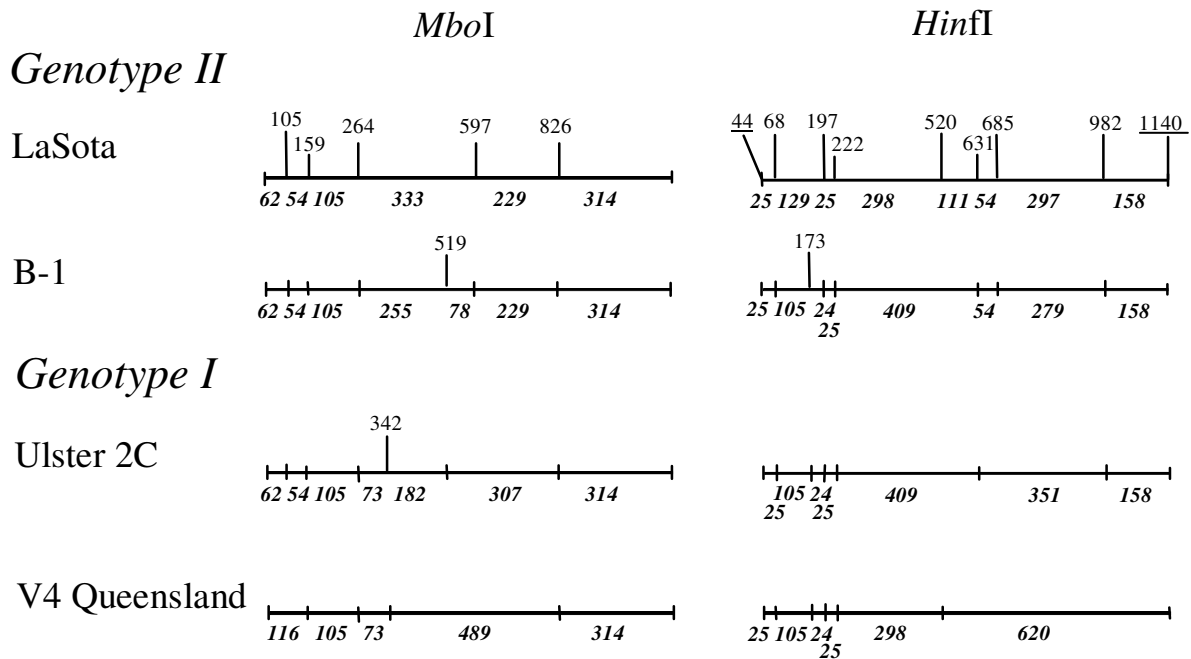 MboI HinfI
Genotype II
LaSota
105 159 264 597 826
62 54 105 333 229 314
44 68 197 222 520 631 685 982 1140
25 129 25 298 111 54 297 158
B-1
519
62 54 105 255 78 229 314
173
25 105 24 409 54 279 158
25
Genotype I
Ulster 2C
342
62 54 105 73 182 307 314
105 24 409 351 158
25 25
V4 Queensland
116 105 73 489 314
25 105 24 298 620
25